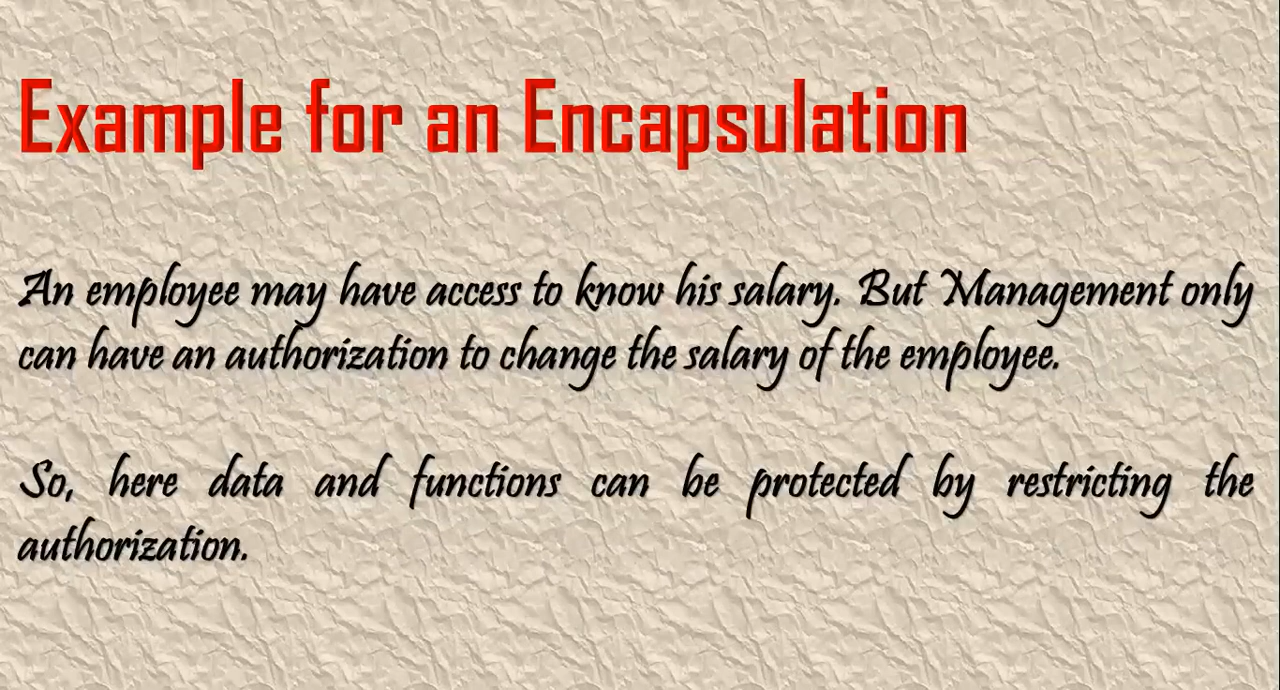 Example for an Encapsulation
An employee may have access to know his salary. But Management only
can have an authorization to change the salary of the employee.
So, here data and functions can be protected by restricting the
authorization.